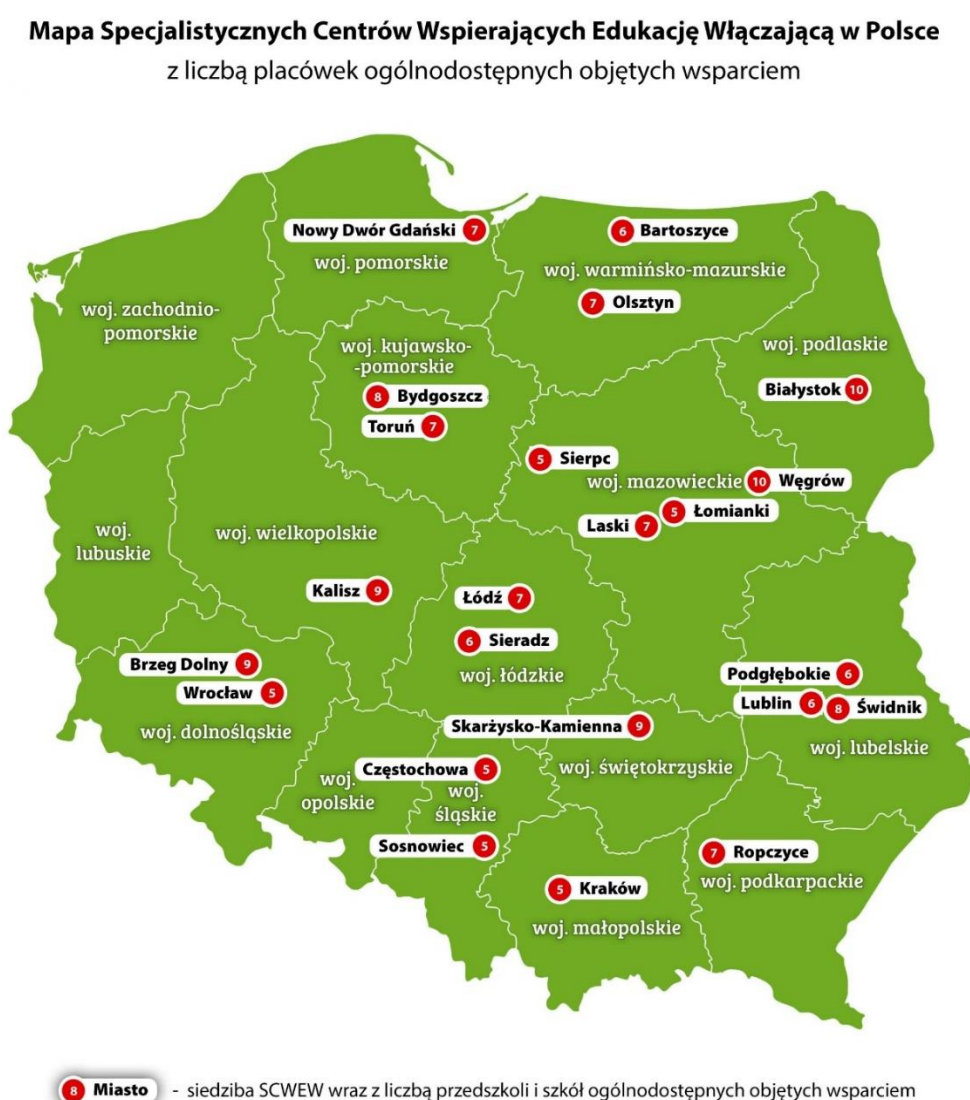 Mapa Specjalistycznych Centrów Wspierających Edukację Włączającą w Polsce
z liczbą placówek ogólnodostępnych objętych wsparciem
Nowy Dwór Gdański 7
woj. pomorskie
6 Bartoszyce
woj. warmińsko-mazurskie
7 Olsztyn
woj. zachodnio-
pomorskie
woj. kujawsko-
-pomorskie
8 Bydgoszcz
Toruń 7
woj. podlaskie
Białystok 10
5 Sierpc
woj. mazowieckie
10 Węgrów
5 Łomianki
Laski 7
woj.
lubuskie
woj. wielkopolskie
Kalisz 9
Łódź 7
6 Sieradz
woj. łódzkie
Brzeg Dolny 9
Wrocław 5
woj. dolnośląskie
Podgłębokie 6
Lublin 6
8 Świdnik
woj. lubelskie
Skarżysko-Kamienna 9
woj. świętokrzyskie
woj.
opolskie
Częstochowa 5
woj.
śląskie
Sosnowiec 5
5 Kraków
woj. małopolskie
7 Ropczyce
woj. podkarpackie
8 Miasto - siedziba SCWEW wraz z liczbą przedszkoli i szkół ogólnodostępnych objętych wsparciem